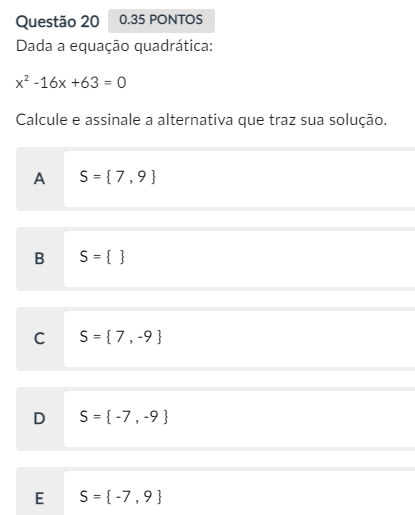 Questão 20 0.35 PONTOS
Dada a equação quadrática:
x² -16x +63 = 0
Calcule e assinale a alternativa que traz sua solução.
A S = { 7 , 9 }
B S = { }
C S = { 7 , -9 }
D S = { -7 , -9 }
E S = { -7 , 9 }